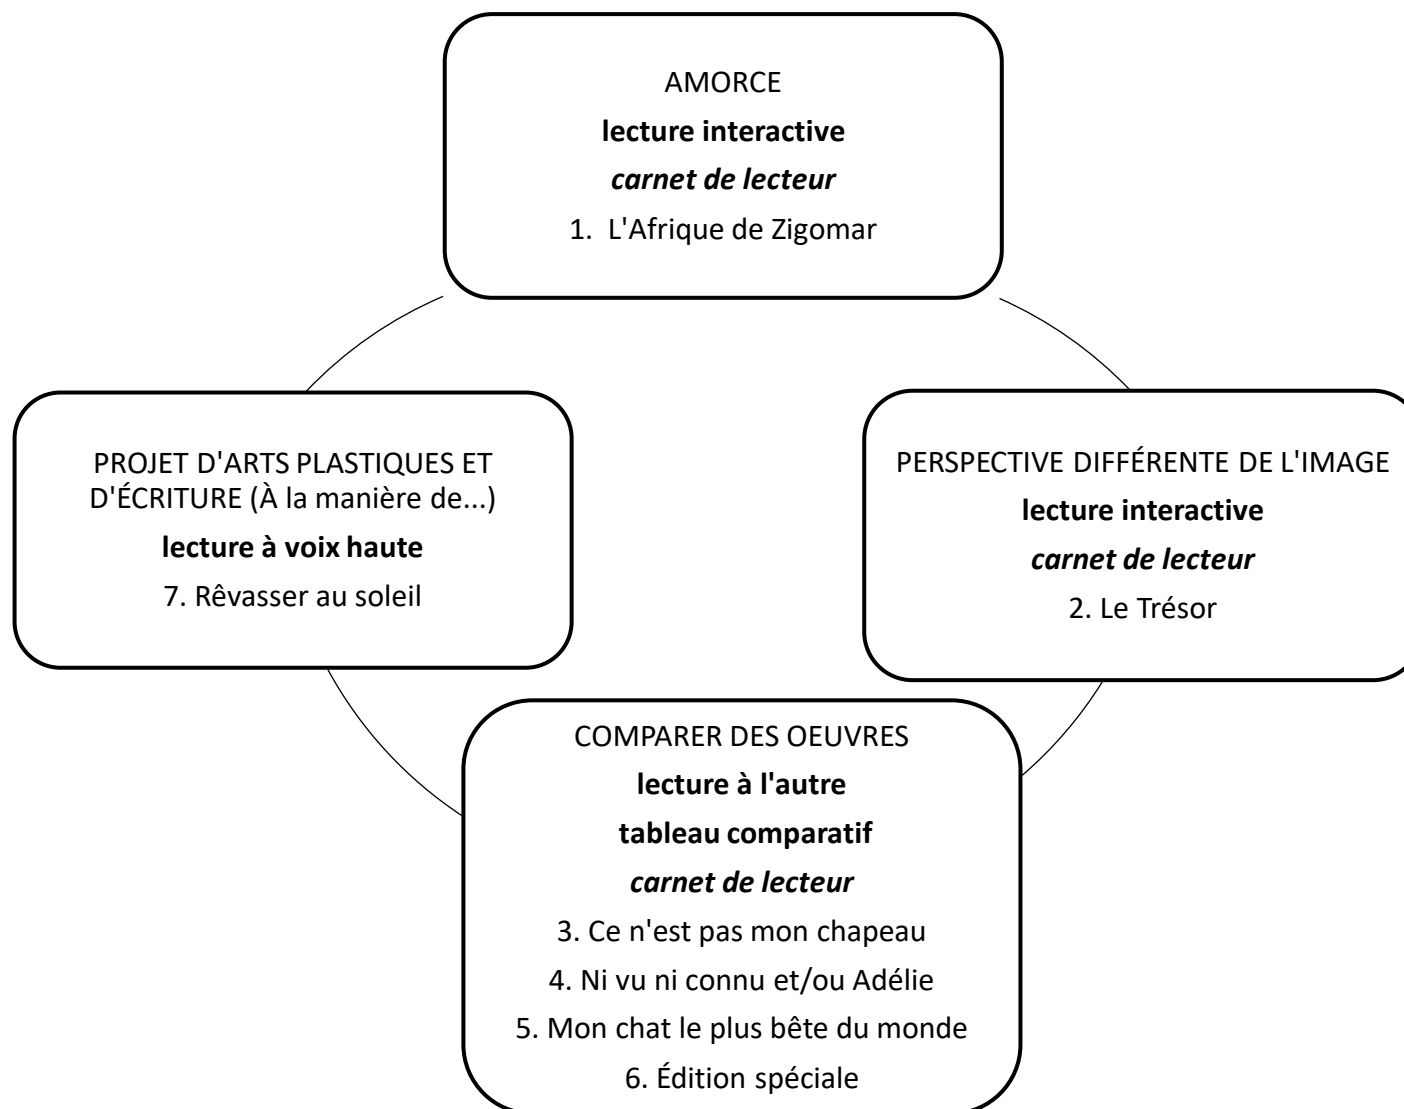 AMORCE
lecture interactive
carnet de lecteur
1. L'Afrique de Zigomar
PERSPECTIVE DIFFÉRENTE DE L'IMAGE
lecture interactive
carnet de lecteur
2. Le Trésor
COMPARER DES OEUVRES
lecture à l'autre
tableau comparatif
carnet de lecteur
3. Ce n'est pas mon chapeau
4. Ni vu ni connu et/ou Adélie
5. Mon chat le plus bête du monde
6. Édition spéciale
PROJET D'ARTS PLASTIQUES ET
D'ÉCRITURE (À la manière de...)
lecture à voix haute
7. Rêvasser au soleil